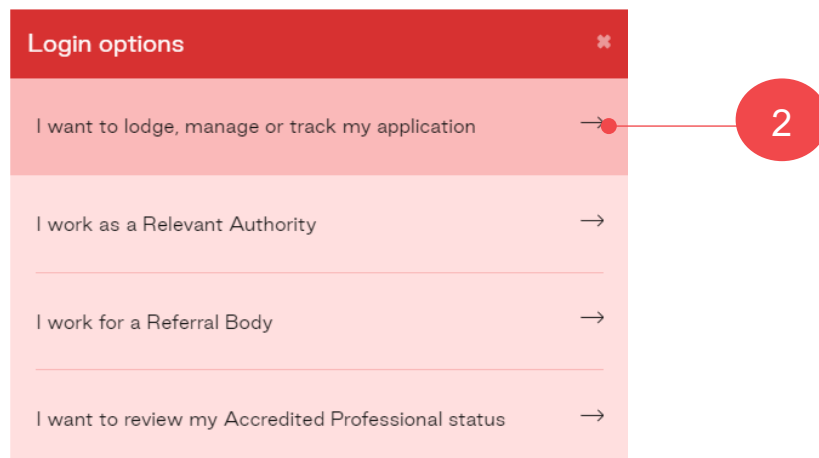 Login options
I want to lodge, manage or track my application
2
I work as a Relevant Authority
I work for a Referral Body
I want to review my Accredited Professional status